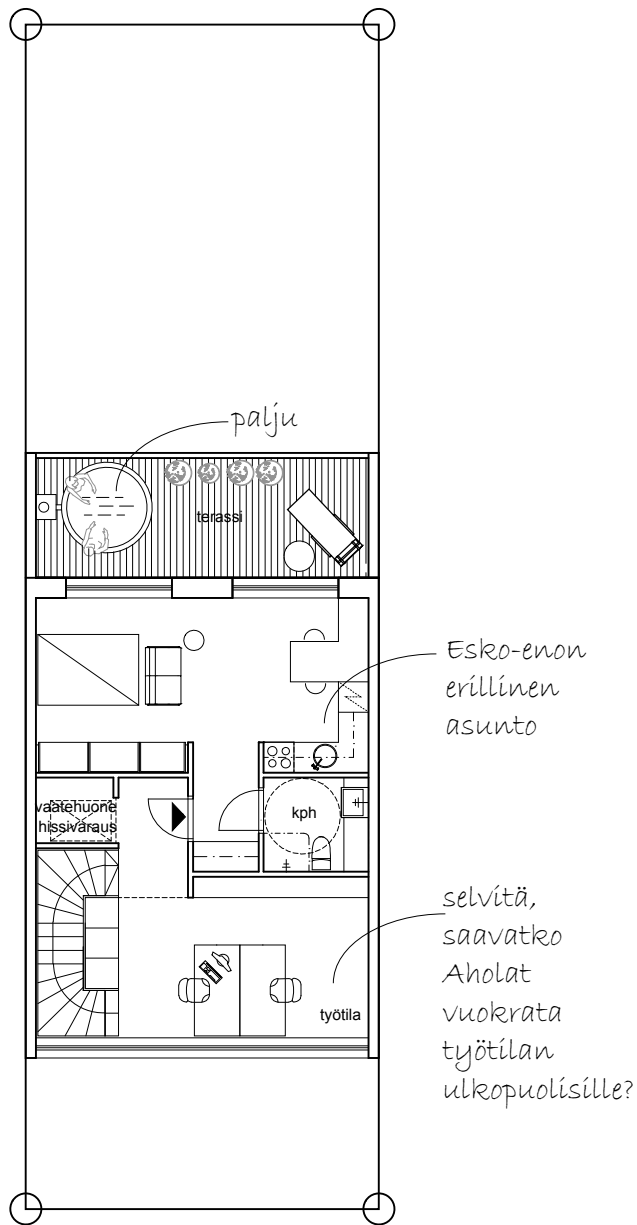 palju
terassi
Esko-enon
erillinen
asunto
vaatehuone
hissivaraus
kph
selvitä,
saavatko
Aholat
vuokrata
työtilan
ulkopuolisille?
työtila